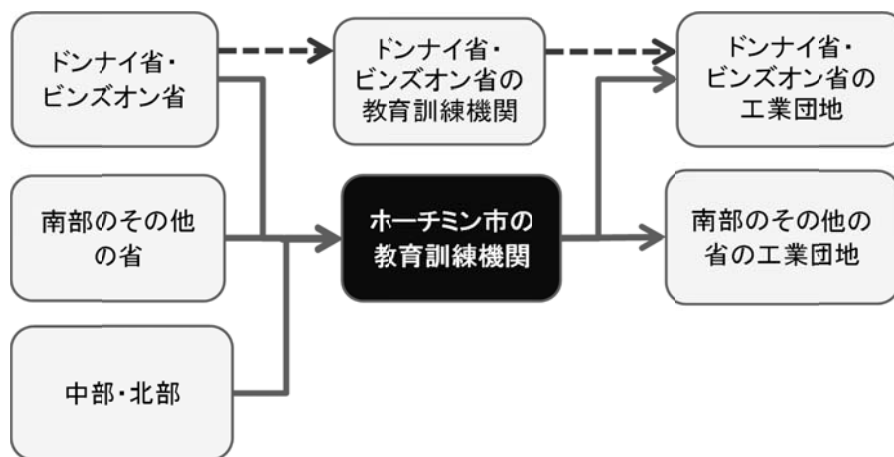 ドンナイ省・
ビンズオン省
ドンナイ省・
ビンズオン省の
教育訓練機関
ドンナイ省・
ビンズオン省の
工業団地
南部のその他
の省
ホーチミン市の
教育訓練機関
南部のその他の
省の工業団地
中部・北部